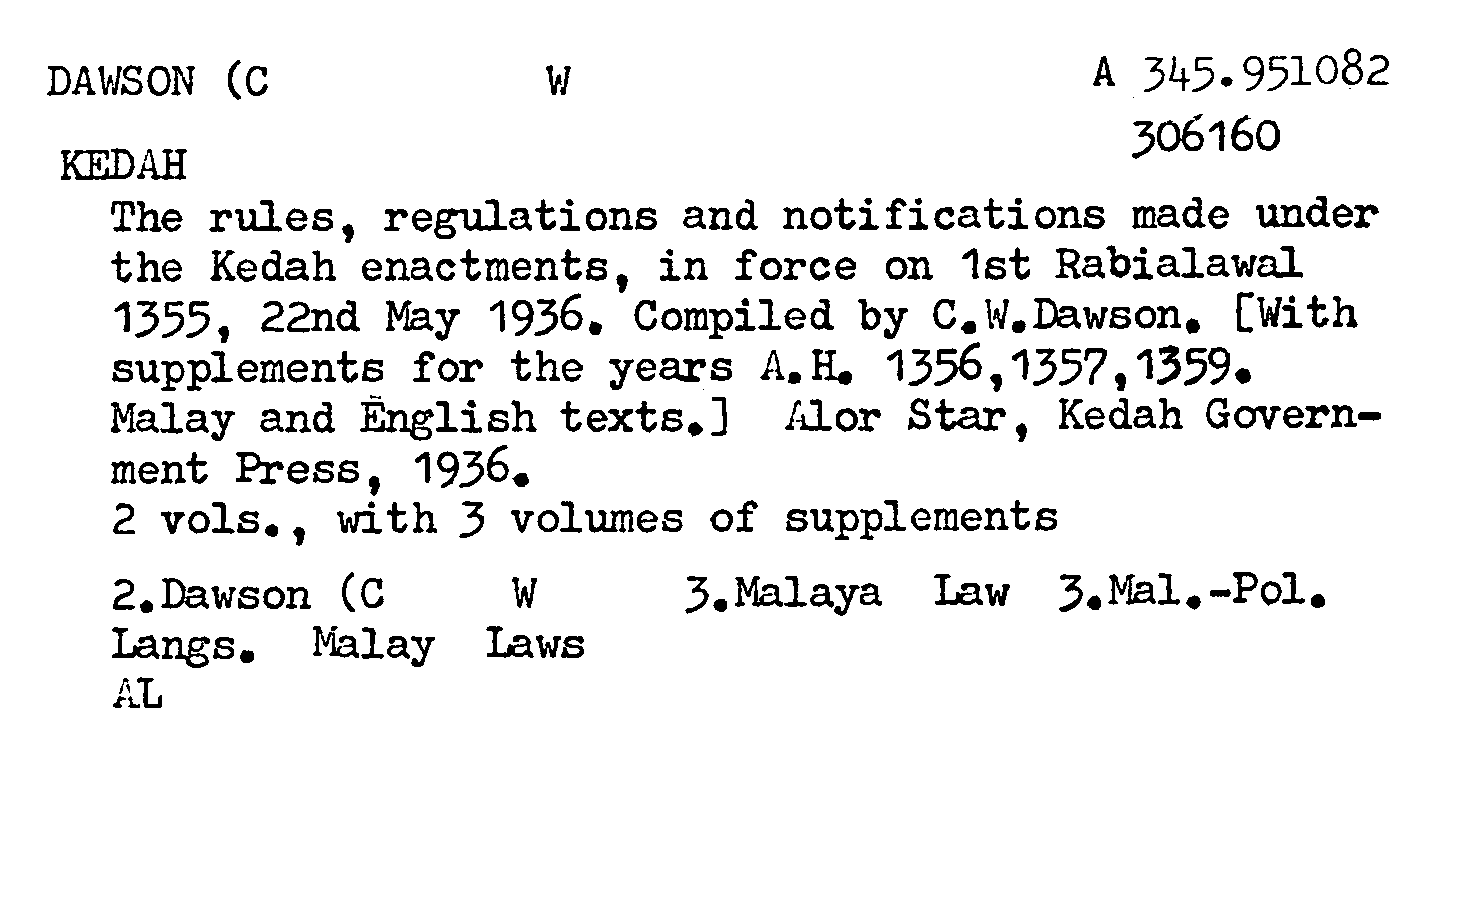 DAWSON (C W A 345.951082
306160
KEDAH
The rules, regulations and notifications made under
the Kedah enactments, in force on 1st Rabialawal
1355, 22nd May 1936. Compiled by C.W.Dawson. [With
supplements for the years A.H. 1356,1357,1359.
Malay and English texts.] Alor Star, Kedah Govern-
ment Press, 1936.
2 vols., with 3 volumes of supplements
2.Dawson (C W 3.Malaya Law 3.Mal.-Pol.
Langs. Malay Laws
AL